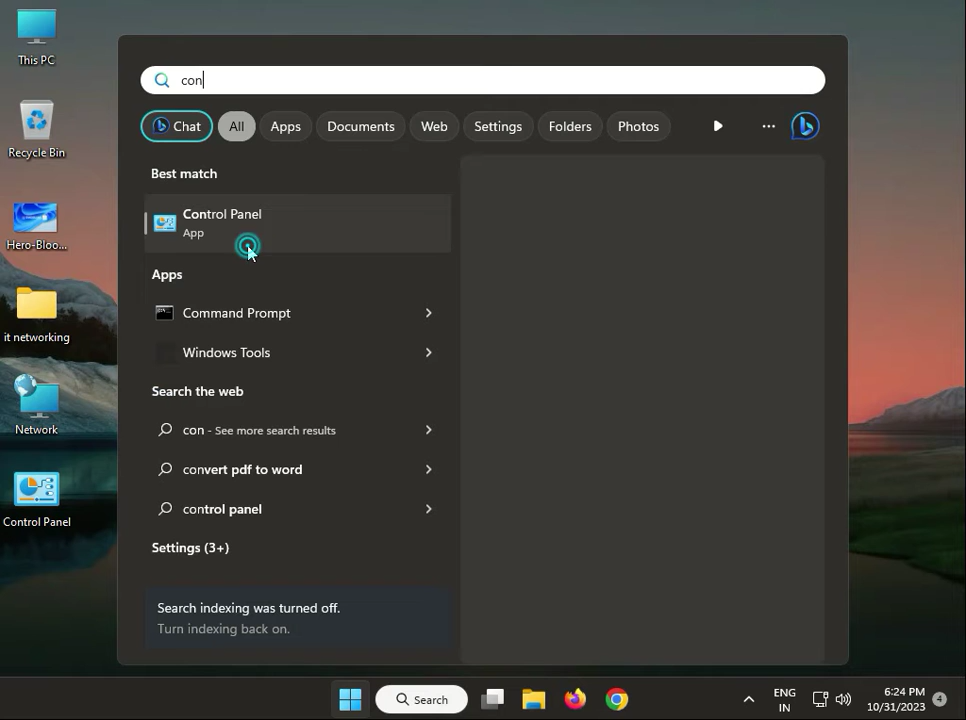 This PC
Recycle Bin
Hero-Bloo...
it networking
Network
Control Panel
con
Chat
All
Apps
Documents
Web
Settings
Folders
Photos
Best match
Control Panel
App
Apps
Command Prompt
Windows Tools
Search the web
con - See more search results
convert pdf to word
control panel
Settings (3+)
Search indexing was turned off.
Turn indexing back on.
Search
ENG
IN
6:24 PM
10/31/2023
4